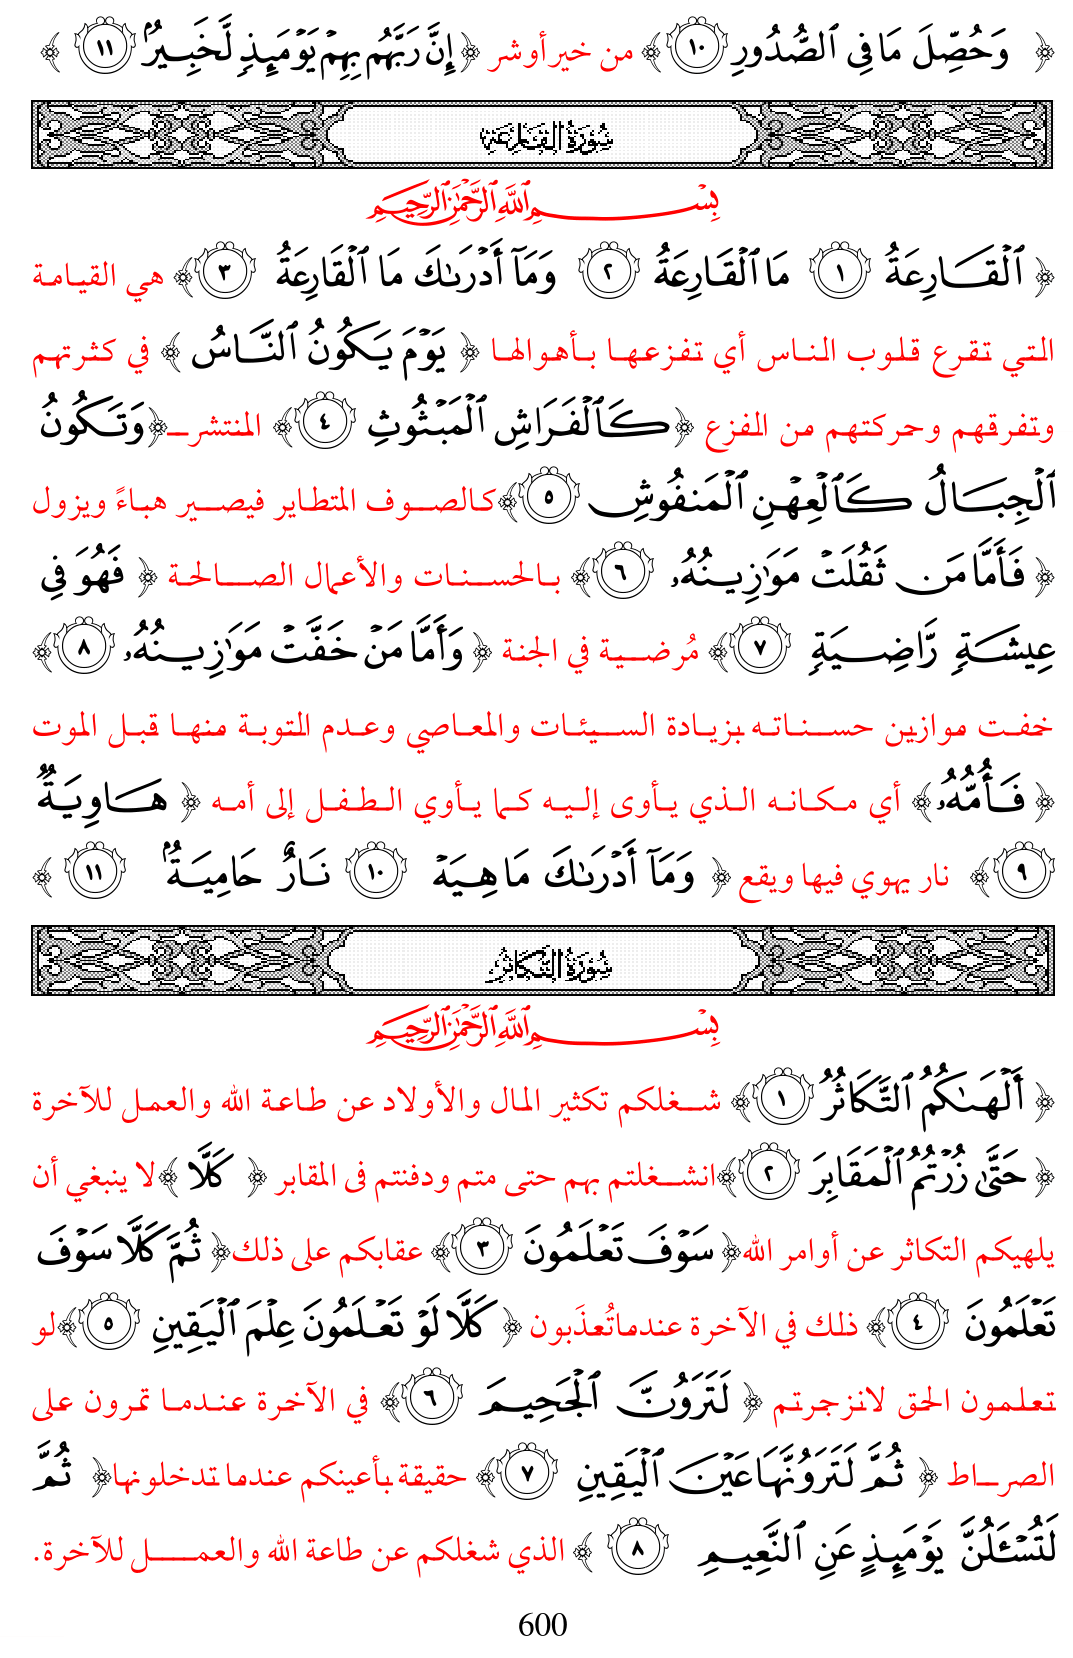 ﴿ وَحُصِّلَ مَا فِى ٱلصُّدُورِ ١٠ ﴾ من خير أو شر ﴿ إِنَّ رَبَّهُم بِهِمْ يَوْمَئِذٍ لَّخَبِيرٌۢ ١١ ﴾
سُورَةُ القَارِعَةِ
بِسْمِ ٱللَّهِ ٱلرَّحْمَٰنِ ٱلرَّحِيمِ
﴿ ٱلْقَارِعَةُ ١ مَا ٱلْقَارِعَةُ ٢ وَمَآ أَدْرَىٰكَ مَا ٱلْقَارِعَةُ ٣ ﴾ هي القيامة
التي تقرع قلوب الناس أي تفزعها بأهوالها ﴿ يَوْمَ يَكُونُ ٱلنَّاسُ ﴾ في كثرتهم
وتفرقهم وحركتهم من المفزع ﴿ كَٱلْفَرَاشِ ٱلْمَبْثُوثِ ٤ ﴾ المنتشر ﴿ وَتَكُونُ
ٱلْجِبَالُ كَٱلْعِهْنِ ٱلْمَنفُوشِ ٥ ﴾ كالصوف المتطاير فيصير هباءً ويزول
﴿ فَأَمَّا مَن ثَقُلَتْ مَوَٰزِينُهُۥ ٦ ﴾ بالحسنات والأعمال الصالحة ﴿ فَهُوَ فِى
عِيشَةٍ رَّاضِيَةٍ ٧ ﴾ مُرضية في الجنة ﴿ وَأَمَّا مَنْ خَفَّتْ مَوَٰزِينُهُۥ ٨ ﴾
خفت موازين حسناته بزيادة السيئات والمعاصي وعدم التوبة منها قبل الموت
﴿ فَأُمُّهُۥ ﴾ أي مكانه الذي يأوى إليه كما يأوي الطفل إلى أمه ﴿ هَاوِيَةٌ
٩ ﴾ نار يهوي فيها ويقع ﴿ وَمَآ أَدْرَىٰكَ مَا هِيَهْ ١٠ نَارٌ حَامِيَةٌۢ ١١ ﴾
سُورَةُ التَّكَاثُرِ
بِسْمِ ٱللَّهِ ٱلرَّحْمَٰنِ ٱلرَّحِيمِ
﴿ أَلْهَىٰكُمُ ٱلتَّكَاثُرُ ١ ﴾ شغلكم تكثير المال والأولاد عن طاعة الله والعمل للآخرة
﴿ حَتَّىٰ زُرْتُمُ ٱلْمَقَابِرَ ٢ ﴾ انشغلتم بهم حتى متم ودفنتم فى المقابر ﴿ كَلَّا ﴾ لا ينبغي أن
يلهيكم التكاثر عن أوامر الله ﴿ سَوْفَ تَعْلَمُونَ ٣ ﴾ عقابكم على ذلك ﴿ ثُمَّ كَلَّا سَوْفَ
تَعْلَمُونَ ٤ ﴾ ذلك في الآخرة عندما تُعذَبون ﴿ كَلَّا لَوْ تَعْلَمُونَ عِلْمَ ٱلْيَقِينِ ٥ ﴾ لو
تعلمون الحق لانزجرتم ﴿ لَتَرَوُنَّ ٱلْجَحِيمَ ٦ ﴾ في الآخرة عندما تمرون على
الصراط ﴿ ثُمَّ لَتَرَوُنَّهَا عَيْنَ ٱلْيَقِينِ ٧ ﴾ حقيقة بأعينكم عندما تدخلونها ﴿ ثُمَّ
لَتُسْـَٔلُنَّ يَوْمَئِذٍ عَنِ ٱلنَّعِيمِ ٨ ﴾ الذي شغلكم عن طاعة الله والعمل للآخرة.
600